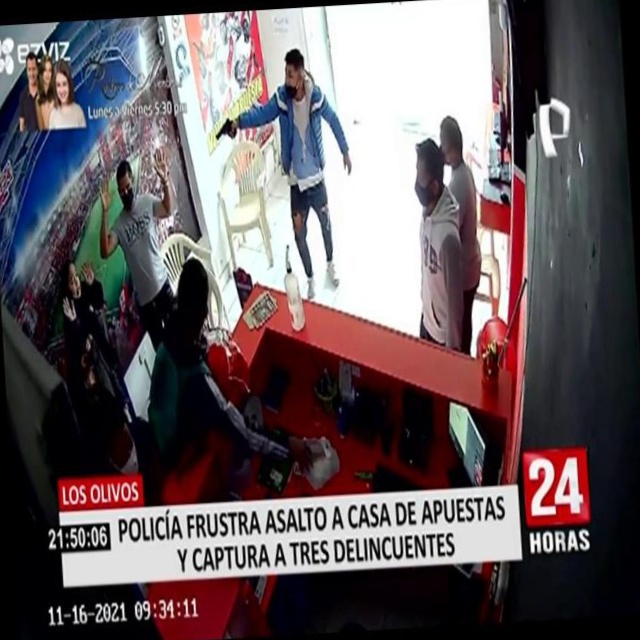 ezviz
Lunes a viernes 5:30 pm
LOS OLIVOS
21:50:06
POLICÍA FRUSTRA ASALTO A CASA DE APUESTAS
Y CAPTURA A TRES DELINCUENTES
24
HORAS
11-16-2021 09:34:11